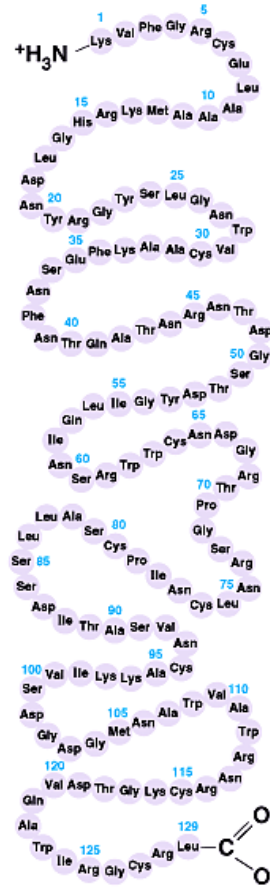 1 5
+H3N Lys Val Phe Gly Arg Cys
Glu
15 10 Leu
Gly His Arg Lys Met Ala Ala Ala
Leu
Asp 25
Asn 20 Tyr Arg Gly Tyr Ser Leu Gly Asn Trp
35 30
Ser Glu Phe Lys Ala Ala Cys Val
Asn
Phe 45
40 Asn Arg Asn Thr Asp
Asn Thr Gln Ala Thr 50 Gly
55 Ser
Gln Leu Ile Gly Tyr Asp Thr
Ile 65
60 Trp Cys Asn Asp
Asn Ser Arg Trp Gly
70 Thr Arg
Pro
Leu Ala 80 Gly
Leu Ser Cys Ser
Ser 85 Pro Arg
Ser Ile 75 Asn
Asp 90 Asn Cys Leu
Ile Thr Ala Ser Val Asn
100 95
Ser Val Ile Lys Lys Ala Cys
Asp 105 110
Gly Asp Gly Met Asn Ala Trp Val Ala
Trp
120 115 Arg
Gln Val Asp Thr Gly Lys Cys Arg Asn
Ala 129 O
Trp 125 Leu C
Ile Arg Gly Cys Arg O